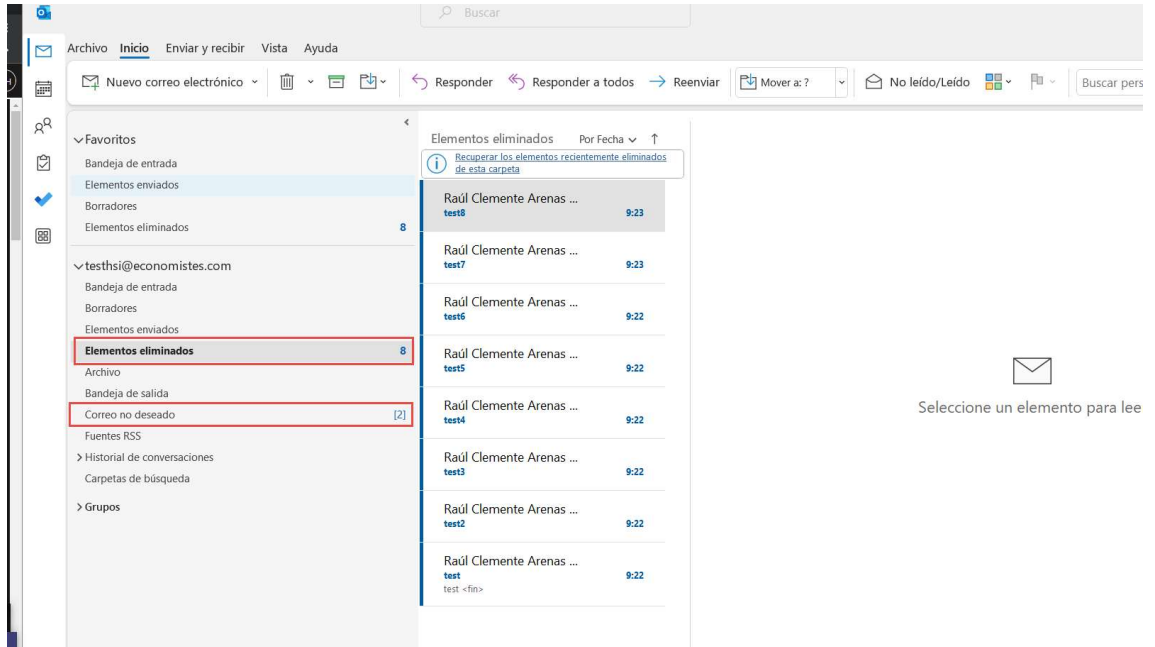 Buscar
Archivo Inicio Enviar y recibir Vista Ayuda
Nuevo correo electrónico Responder Responder a todos Reenviar Mover a: ? No leído/Leído Buscar pers
Favoritos
Bandeja de entrada
Elementos enviados
Borradores
Elementos eliminados 8
testhsi@economistes.com
Bandeja de entrada
Borradores
Elementos enviados
Elementos eliminados 8
Archivo
Bandeja de salida
Correo no deseado [2]
Fuentes RSS
Historial de conversaciones
Carpetas de búsqueda
Grupos
Elementos eliminados Por Fecha
Recuperar los elementos recientemente eliminados
de esta carpeta
Raúl Clemente Arenas ...
test8 9:23
Raúl Clemente Arenas ...
test7 9:23
Raúl Clemente Arenas ...
test6 9:22
Raúl Clemente Arenas ...
test5 9:22
Raúl Clemente Arenas ...
test4 9:22
Raúl Clemente Arenas ...
test3 9:22
Raúl Clemente Arenas ...
test2 9:22
Raúl Clemente Arenas ...
test 9:22
test <fin>
Seleccione un elemento para lee